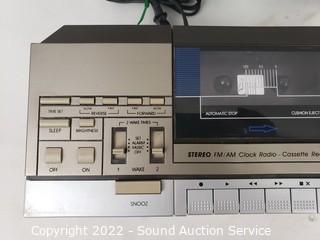 AUTOMATIC STOP
CUSHION EJECT
SLOW FAST SLOW FAST
TIME SET
REVERSE
FORWARD
SLEEP
BRIGHTNESS
2 WAKE TIMES
SET
ALARM
MUSIC
OFF
OFF
ON
1 WAKE 2
STEREO FM/AM Clock Radio - Cassette Re
SNOOZ
Copyright 2022 - Sound Auction Service